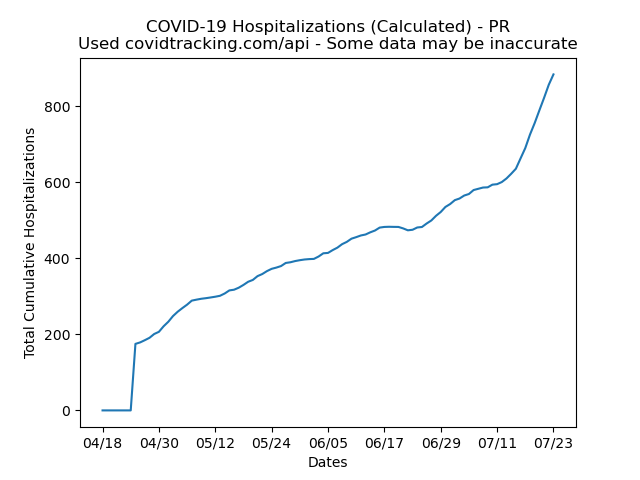 COVID-19 Hospitalizations (Calculated) - PR
Used covidtracking.com/api - Some data may be inaccurate
Total Cumulative Hospitalizations
800
600
400
200
0
04/18 04/30 05/12 05/24 06/05 06/17 06/29 07/11 07/23
Dates